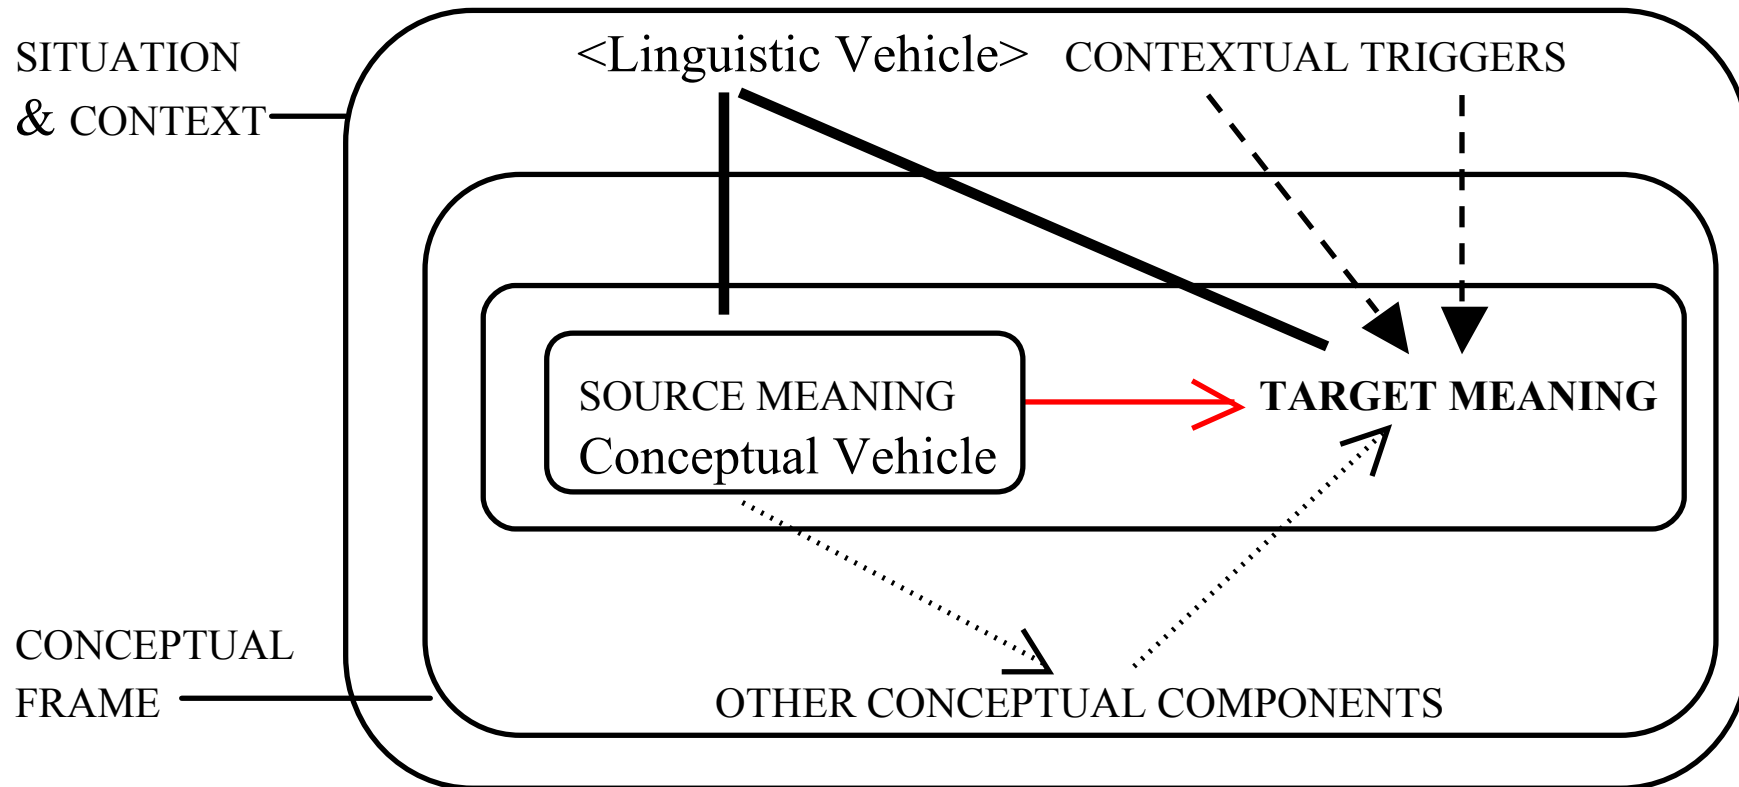 SITUATION
& CONTEXT
<Linguistic Vehicle>
CONTEXTUAL TRIGGERS
SOURCE MEANING
Conceptual Vehicle
TARGET MEANING
CONCEPTUAL
FRAME
OTHER CONCEPTUAL COMPONENTS